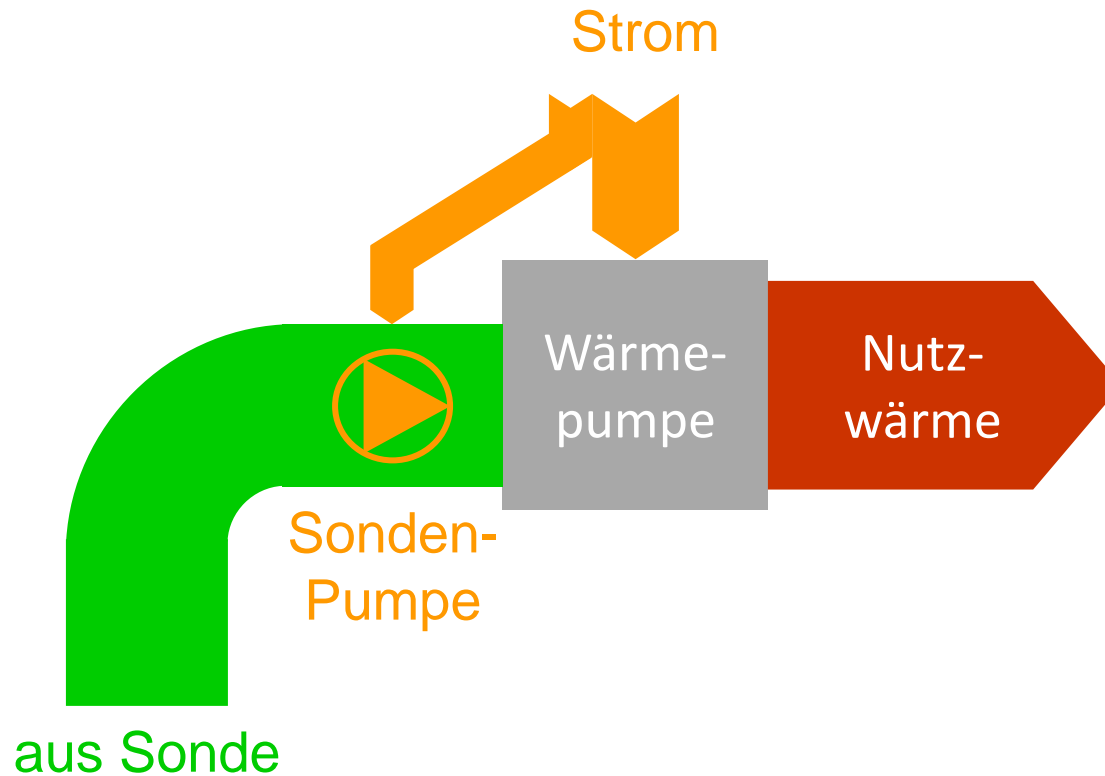 Strom
Wärme-
pumpe
Nutz-
wärme
Sonden-
Pumpe
aus Sonde